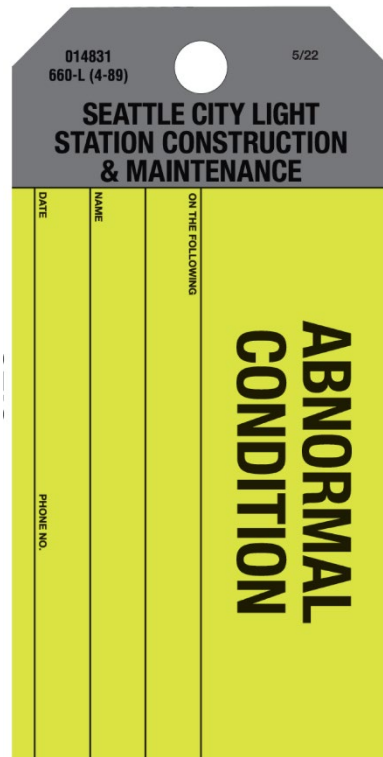 014831
660-L (4-89)
5/22
SEATTLE CITY LIGHT
STATION CONSTRUCTION
& MAINTENANCE
ABNORMAL
CONDITION
ON THE FOLLOWING
NAME
DATE PHONE NO.